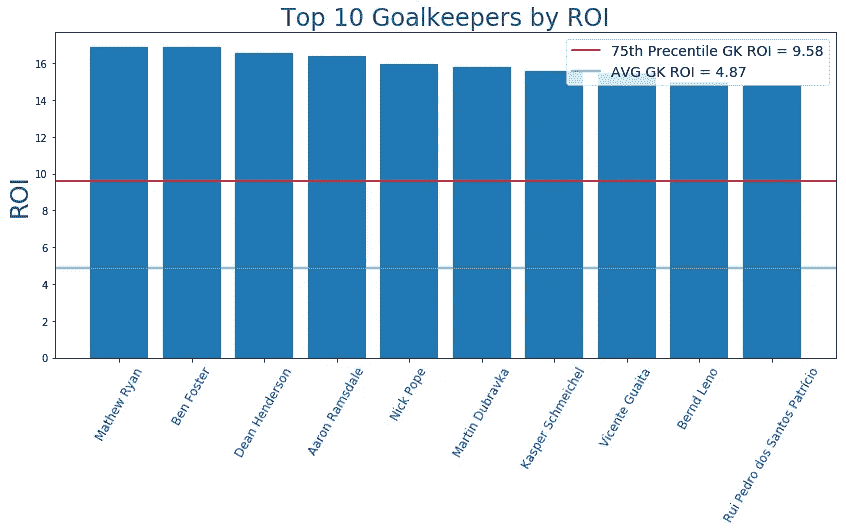 Top 10 Goalkeepers by ROI
75th Precentile GK ROI = 9.58
AVG GK ROI = 4.87
ROI
16
14
12
10
8
6
4
2
0
Mathew Ryan
Ben Foster
Dean Henderson
Aaron Ramsdale
Nick Pope
Martin Dubravka
Kasper Schmeichel
Vicente Guaita
Bernd Leno
Rui Pedro dos Santos Patrício